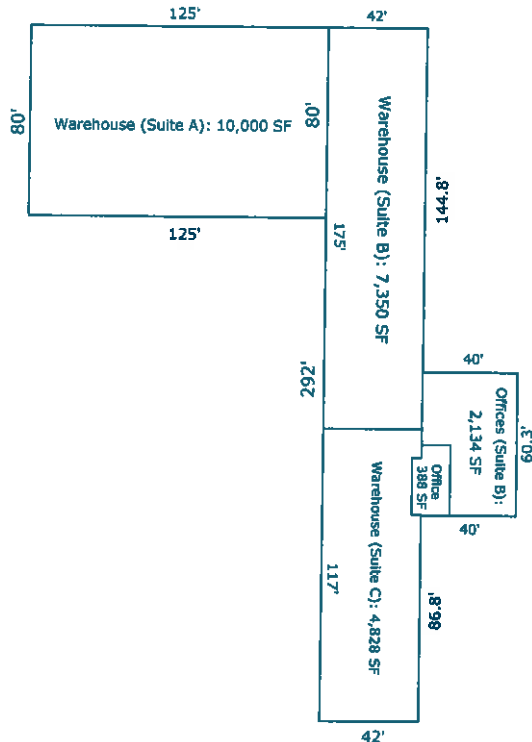 125'
42'
80'
Warehouse (Suite A): 10,000 SF
80'
Warehouse (Suite B): 7,350 SF
144.8'
125'
175'
292'
40'
Offices (Suite B):
2,134 SF
60.3'
Office
388 SF
40'
Warehouse (Suite C): 4,828 SF
117'
86.8'
42'